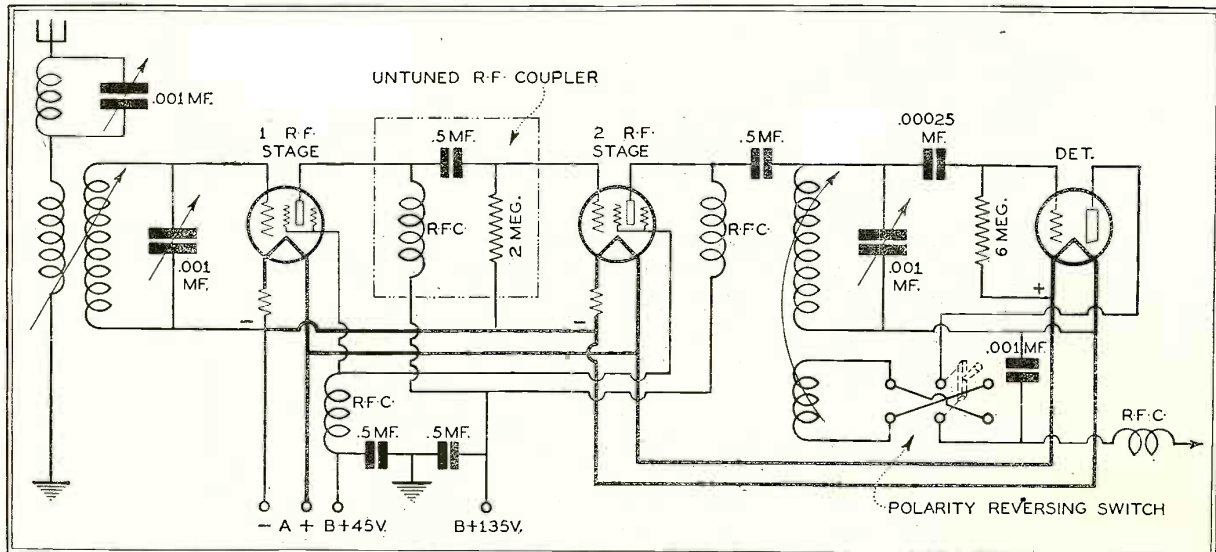 UNTUNED R.F. COUPLER
.001 MF.
1 R.F.
STAGE
.5 MF.
2 R.F.
STAGE
.5 MF.
.00025
MF.
DET.
.001
MF.
R.F.C.
2 MEG.
R.F.C.
.001
MF.
6 MEG.
+
-
-
+
.001 MF.
R.F.C.
.5 MF.
.5 MF.
R.F.C.
POLARITY REVERSING SWITCH
- A + B+45V. B+135V.